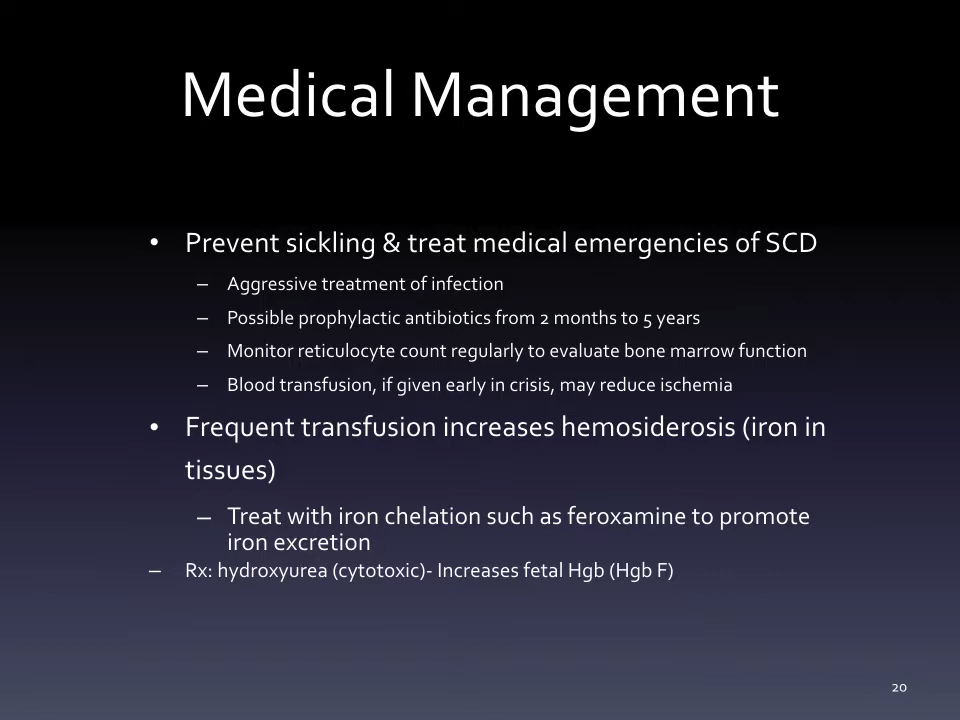 Medical Management
• Prevent sickling & treat medical emergencies of SCD
– Aggressive treatment of infection
– Possible prophylactic antibiotics from 2 months to 5 years
– Monitor reticulocyte count regularly to evaluate bone marrow function
– Blood transfusion, if given early in crisis, may reduce ischemia
• Frequent transfusion increases hemosiderosis (iron in
tissues)
– Treat with iron chelation such as feroxamine to promote
iron excretion
– Rx: hydroxyurea (cytotoxic)- Increases fetal Hgb (Hgb F)
20